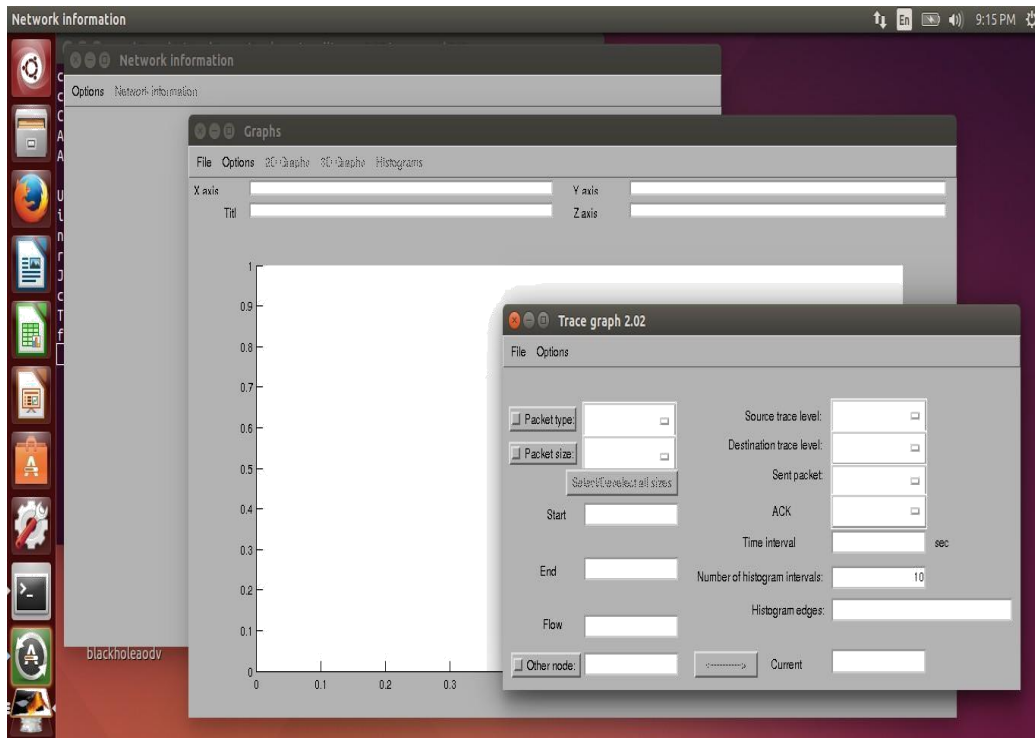 Network information
En
9:15 PM
Network information
Options Network information
Graphs
File Options 2D Graphs 3D Graphs Histograms
X axis
Y axis
Titl
Z axis
1
0.9
0.8
0.7
0.6
0.5
0.4
0.3
0.2
0.1
0
0 0.1 0.2 0.3
Trace graph 2.02
File Options
Packet type:
Source trace level:
Packet size:
Destination trace level:
Select/Deselect all sizes
Sent packet:
Start
ACK
Time interval
sec
End
Number of histogram intervals:
10
Histogram edges:
Flow
Other node:
<---------->
Current
blackholeaodv
c
c
C
A
A
U
i
n
r
J
c
T
f